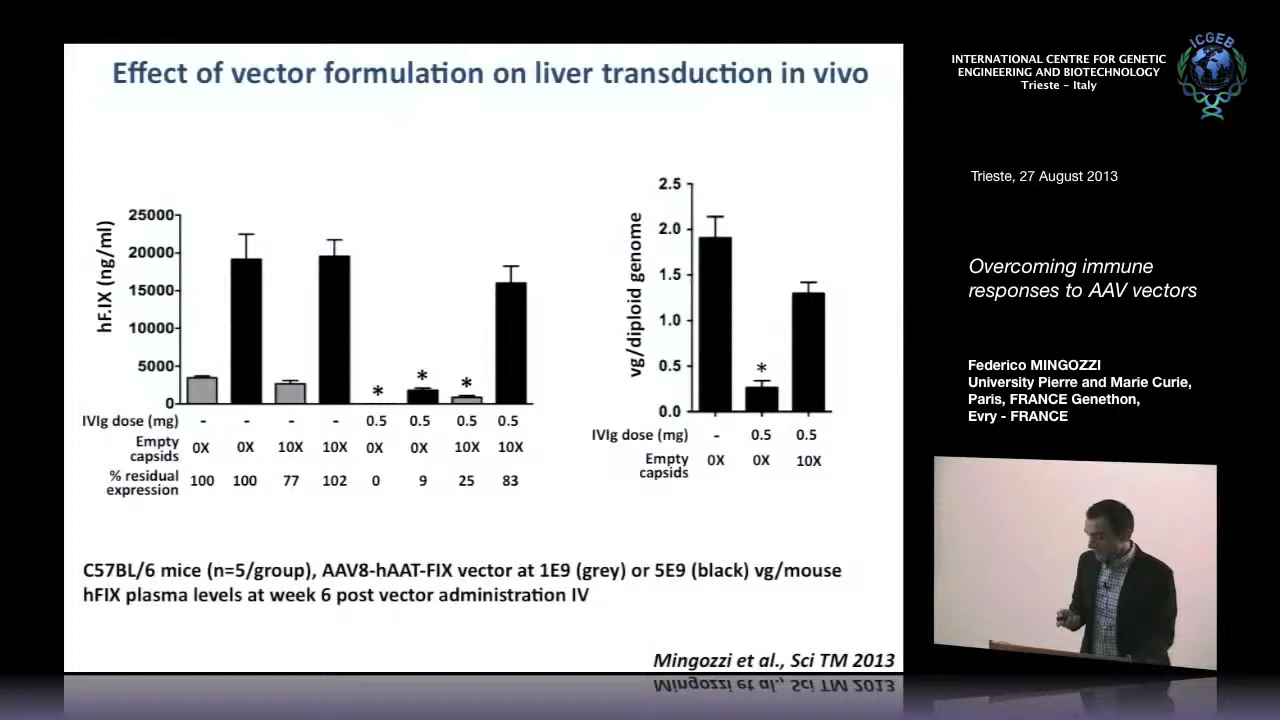 Effect of vector formulation on liver transduction in vivo
hF.IX (ng/ml)
25000
20000
15000
10000
5000
0
* * *
IVIg dose (mg) - - - - 0.5 0.5 0.5 0.5
Empty
capsids 0X 0X 10X 10X 0X 0X 10X 10X
% residual
expression 100 100 77 102 0 9 25 83
vg/diploid genome
2.5
2.0
1.5
1.0
0.5
0.0
*
IVIg dose (mg) - 0.5 0.5
Empty
capsids 0X 0X 10X
C57BL/6 mice (n=5/group), AAV8-hAAT-FIX vector at 1E9 (grey) or 5E9 (black) vg/mouse
hFIX plasma levels at week 6 post vector administration IV
Mingozzi et al., Sci TM 2013
INTERNATIONAL CENTRE FOR GENETIC
ENGINEERING AND BIOTECHNOLOGY
Trieste - Italy
ICGEB
Trieste, 27 August 2013
Overcoming immune
responses to AAV vectors
Federico MINGOZZI
University Pierre and Marie Curie,
Paris, FRANCE Genethon,
Evry - FRANCE